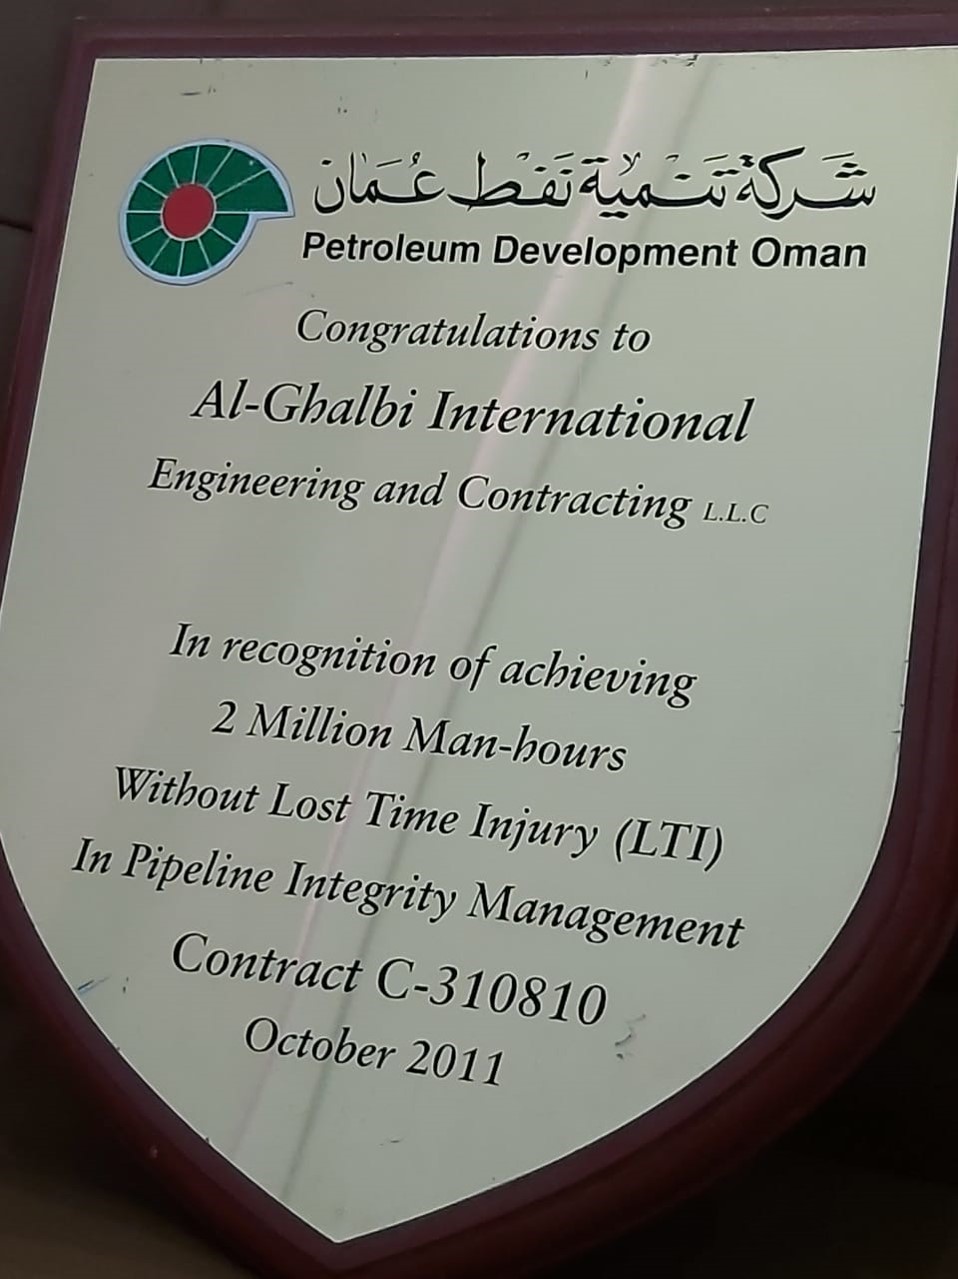 شركة تنمية نفط عُمان
Petroleum Development Oman
Congratulations to
Al-Ghalbi International
Engineering and Contracting L.L.C
In recognition of achieving
2 Million Man-hours
Without Lost Time Injury (LTI)
In Pipeline Integrity Management
Contract C-310810
October 2011